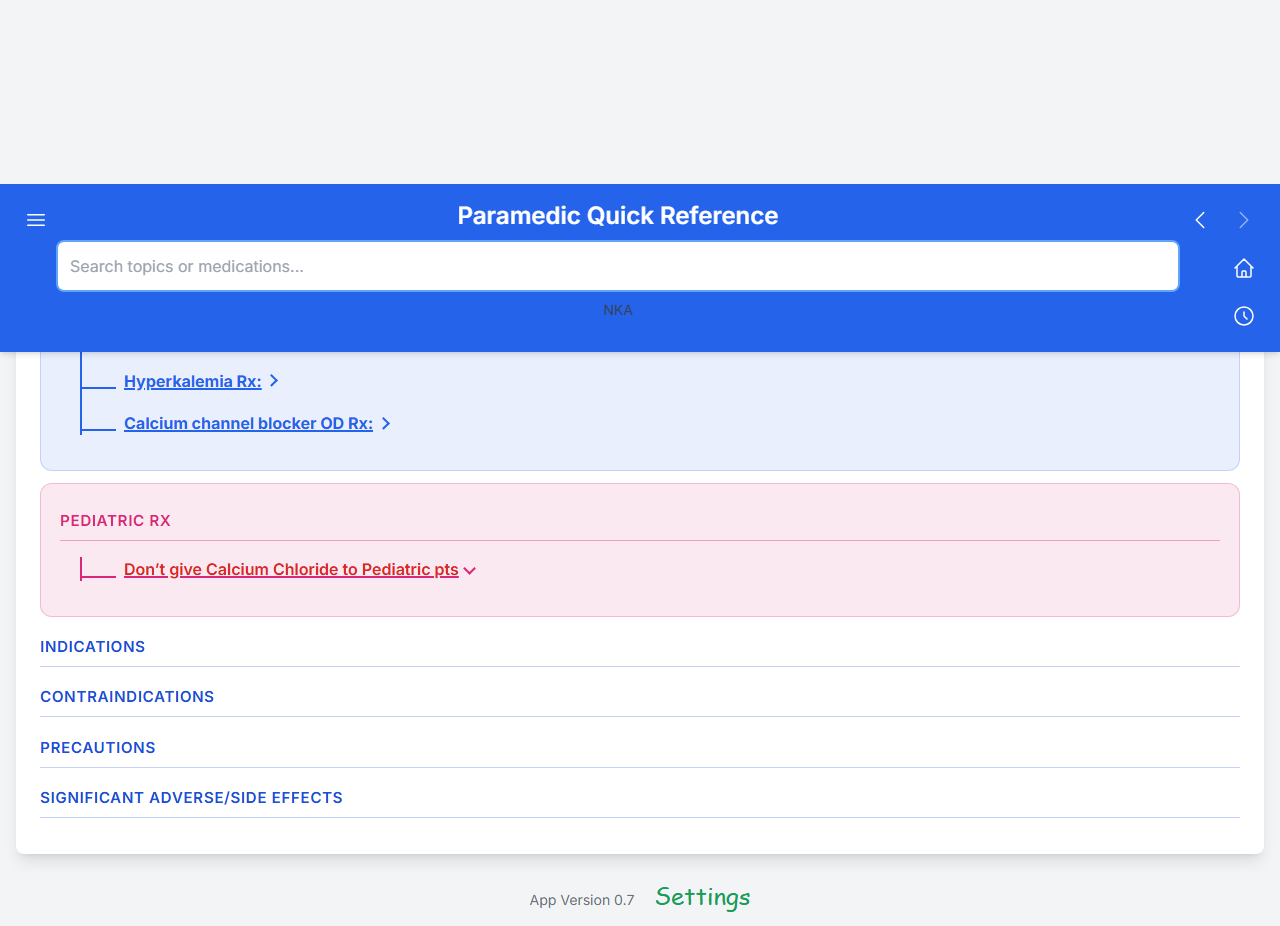 Paramedic Quick Reference
Search topics or medications...
NKA
Hyperkalemia Rx:
Calcium channel blocker OD Rx:
PEDIATRIC RX
Don’t give Calcium Chloride to Pediatric pts
INDICATIONS
CONTRAINDICATIONS
PRECAUTIONS
SIGNIFICANT ADVERSE/SIDE EFFECTS
App Version 0.7 Settings